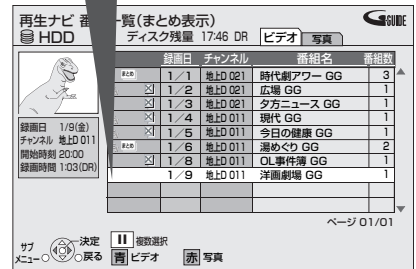 再生ナビ 番 一覧(まとめ表示)
HDD ディスク残量 17:46 DR ビデオ 写真
GGUIDE
録画日 チャンネル 番組名 番組数
まとめ 1/1 地上D 021 時代劇アワー GG 3
1/2 地上D 021 広場 GG 1
1/3 地上D 021 夕方ニュース GG 1
1/4 地上D 011 現代 GG 1
1/5 地上D 011 今日の健康 GG 1
まとめ 1/6 地上D 011 湯めぐり GG 2
1/8 地上D 011 OL事件簿 GG 1
1/9 地上D 011 洋画劇場 GG 1
録画日 1/9(金)
チャンネル 地上D 011
開始時刻 20:00
録画時間 1:03(DR)
ページ 01/01
サブメニュー 決定 戻る
複数選択
青 ビデオ 赤 写真